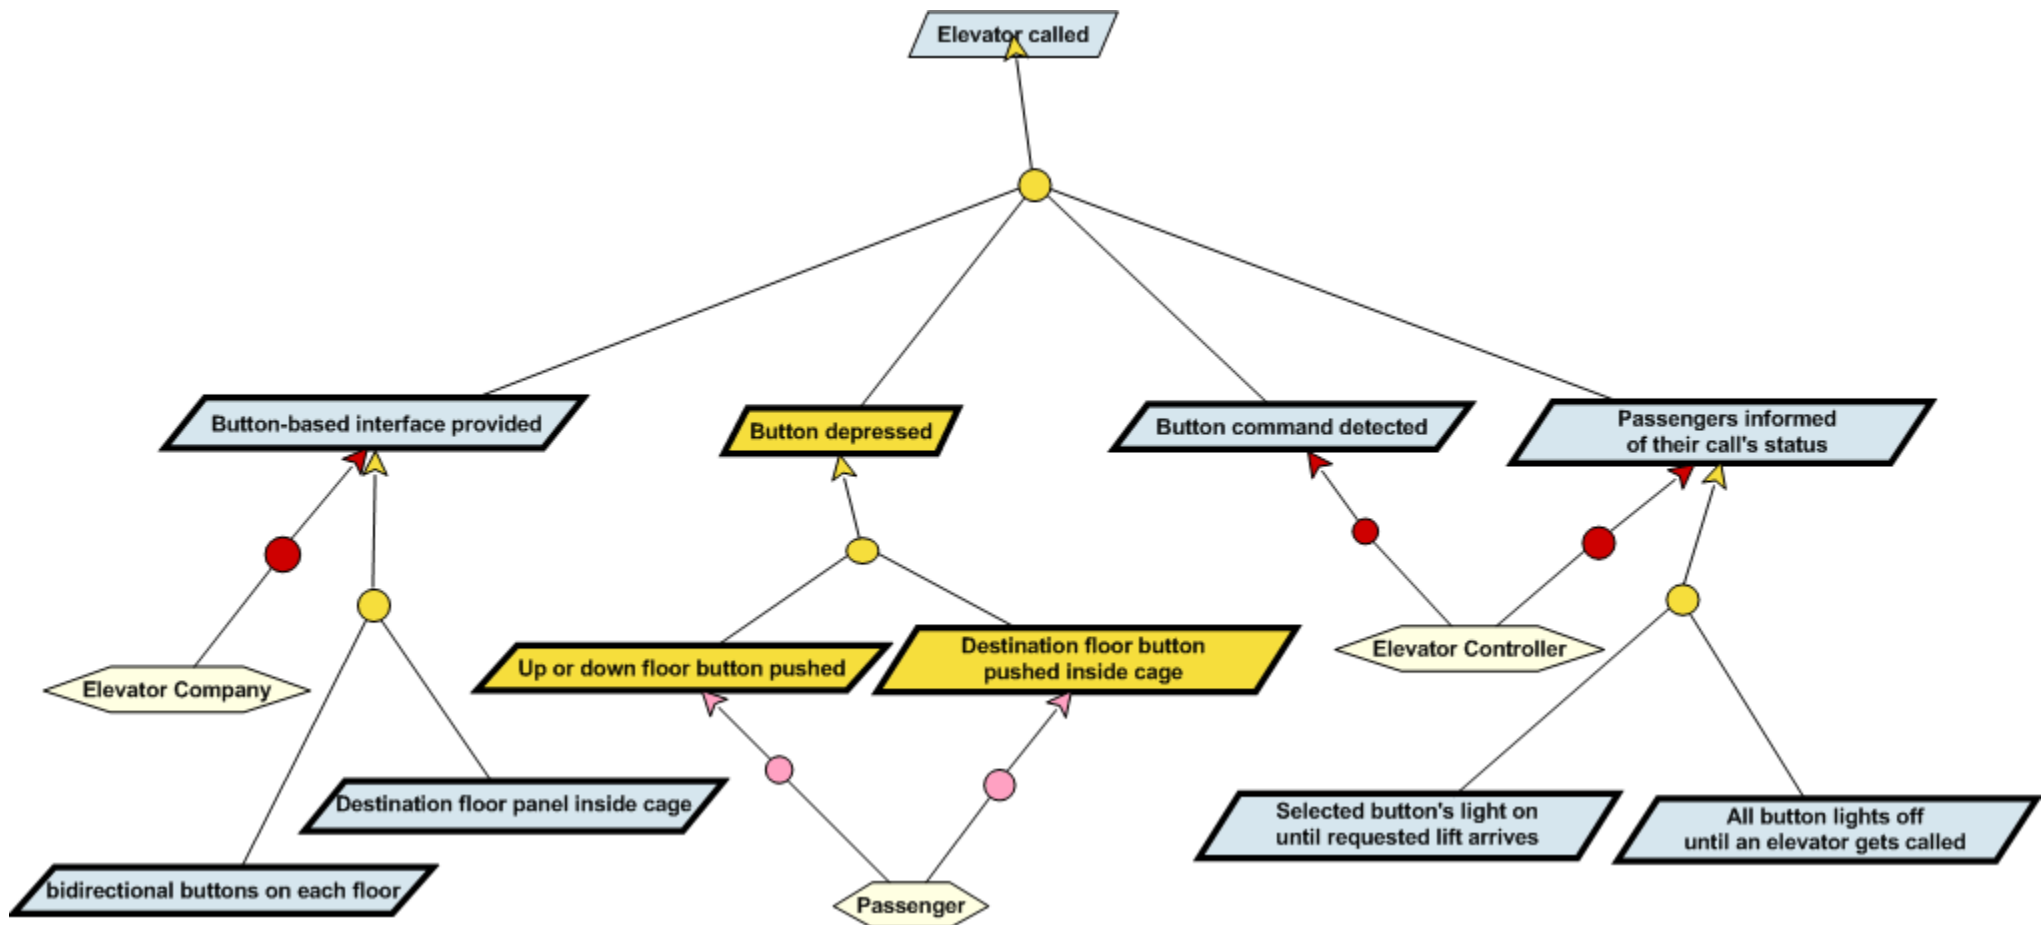 Elevator called
Button-based interface provided
Button depressed
Button command detected
Passengers informed
of their call's status
Elevator Company
Up or down floor button pushed
Destination floor button
pushed inside cage
Elevator Controller
Destination floor panel inside cage
bidirectional buttons on each floor
Passenger
Selected button's light on
until requested lift arrives
All button lights off
until an elevator gets called